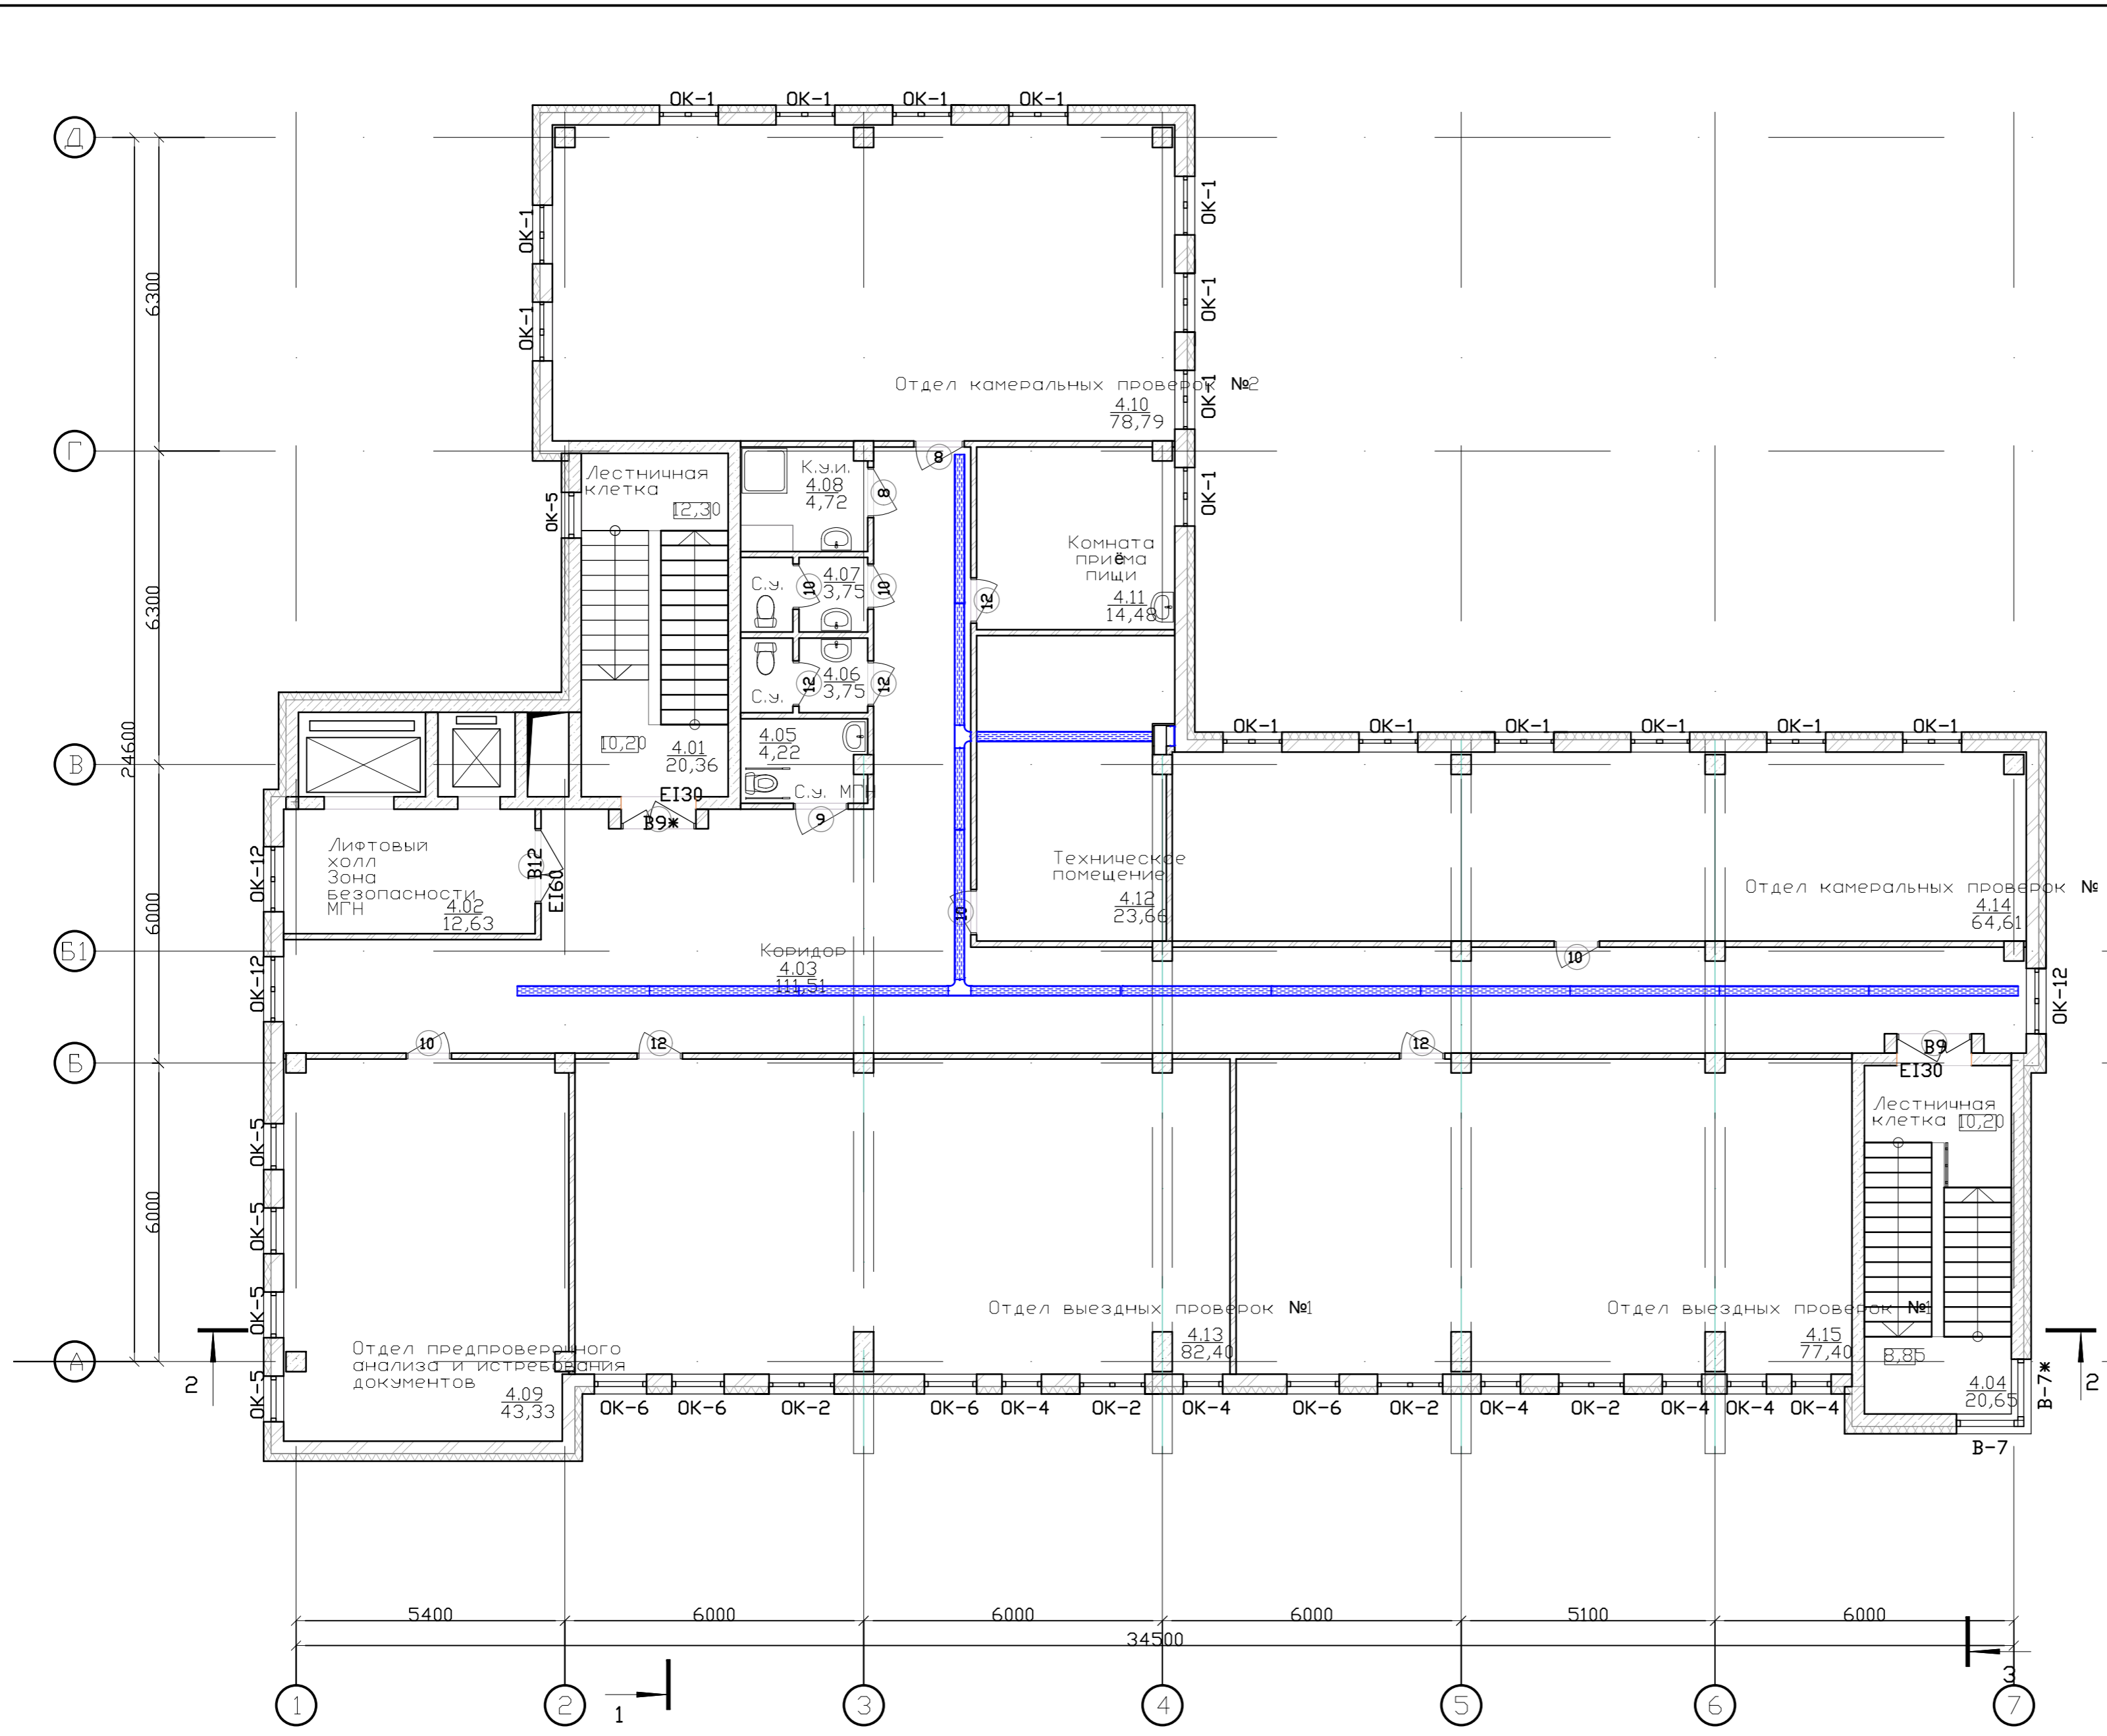 ОК-1 ОК-1 ОК-1 ОК-1
Д
ОК-1
ОК-1
6300
ОК-1
ОК-1
ОК-1
Отдел камеральных проверок №2
ОК-1
4.10
78,79
Г
8
Лестничная
клетка
12,30
К.у.и.
4.08
4,72
8
ОК-5
ОК-1
Комната
приёма
пищи
4.11
14,48
12
6300
С.у.
10
4.07
3,75
10
12
4.06
3,75
12
С.у.
24600
10,20
4.01
20,36
4.05
4,22
С.у. МГН
ОК-1 ОК-1 ОК-1 ОК-1 ОК-1 ОК-1
В
EI30
В9*
9
ОК-12
Лифтовый
холл
Зона
безопасности
МГН
4.02
12,63
В12
EI60
Техническое
помещение
4.12
23,66
10
Отдел камеральных проверок №
4.14
64,61
6000
Б1
Коридор
4.03
111,51
10
ОК-12
ОК-12
10
12
12
Б
В9
EI30
Лестничная
клетка 10,20
ОК-5
ОК-5
6000
ОК-5
Отдел выездных проверок №1
4.13
82,40
Отдел выездных проверок №1
4.15
77,40
Отдел предпроверочного
анализа и истребования
документов
4.09
43,33
А
2
ОК-5
8,85
4.04
20,65
В-7*
2
ОК-6 ОК-6 ОК-2 ОК-6 ОК-4 ОК-2 ОК-4 ОК-6 ОК-2 ОК-4 ОК-2 ОК-4 ОК-4 ОК-4
В-7
5400 6000 6000 6000 5100 6000
34500
1 2 3 4 5 6 7
1
3